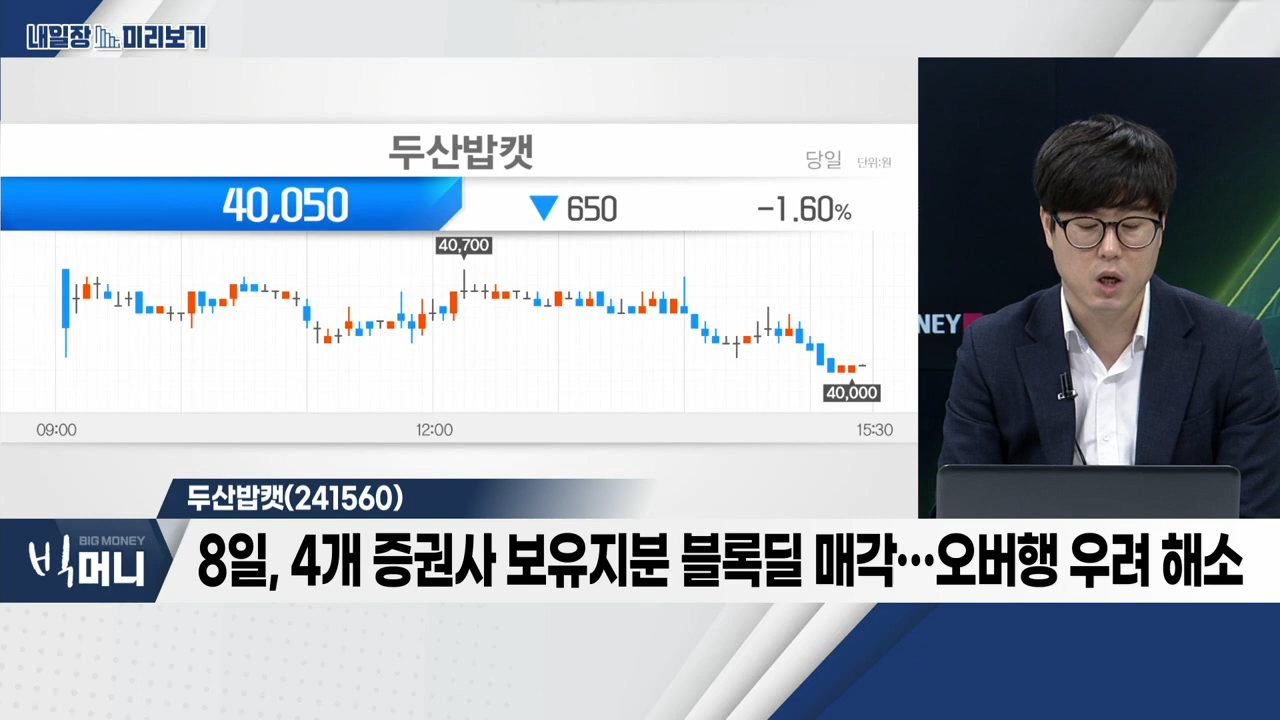 내일장 미리보기
두산밥캣
당일 단위:원
40,050 ▼ 650 -1.60%
40,700
40,000
09:00 12:00 15:30
NEY
두산밥캣(241560)
BIG MONEY
빅머니
8일, 4개 증권사 보유지분 블록딜 매각…오버행 우려 해소